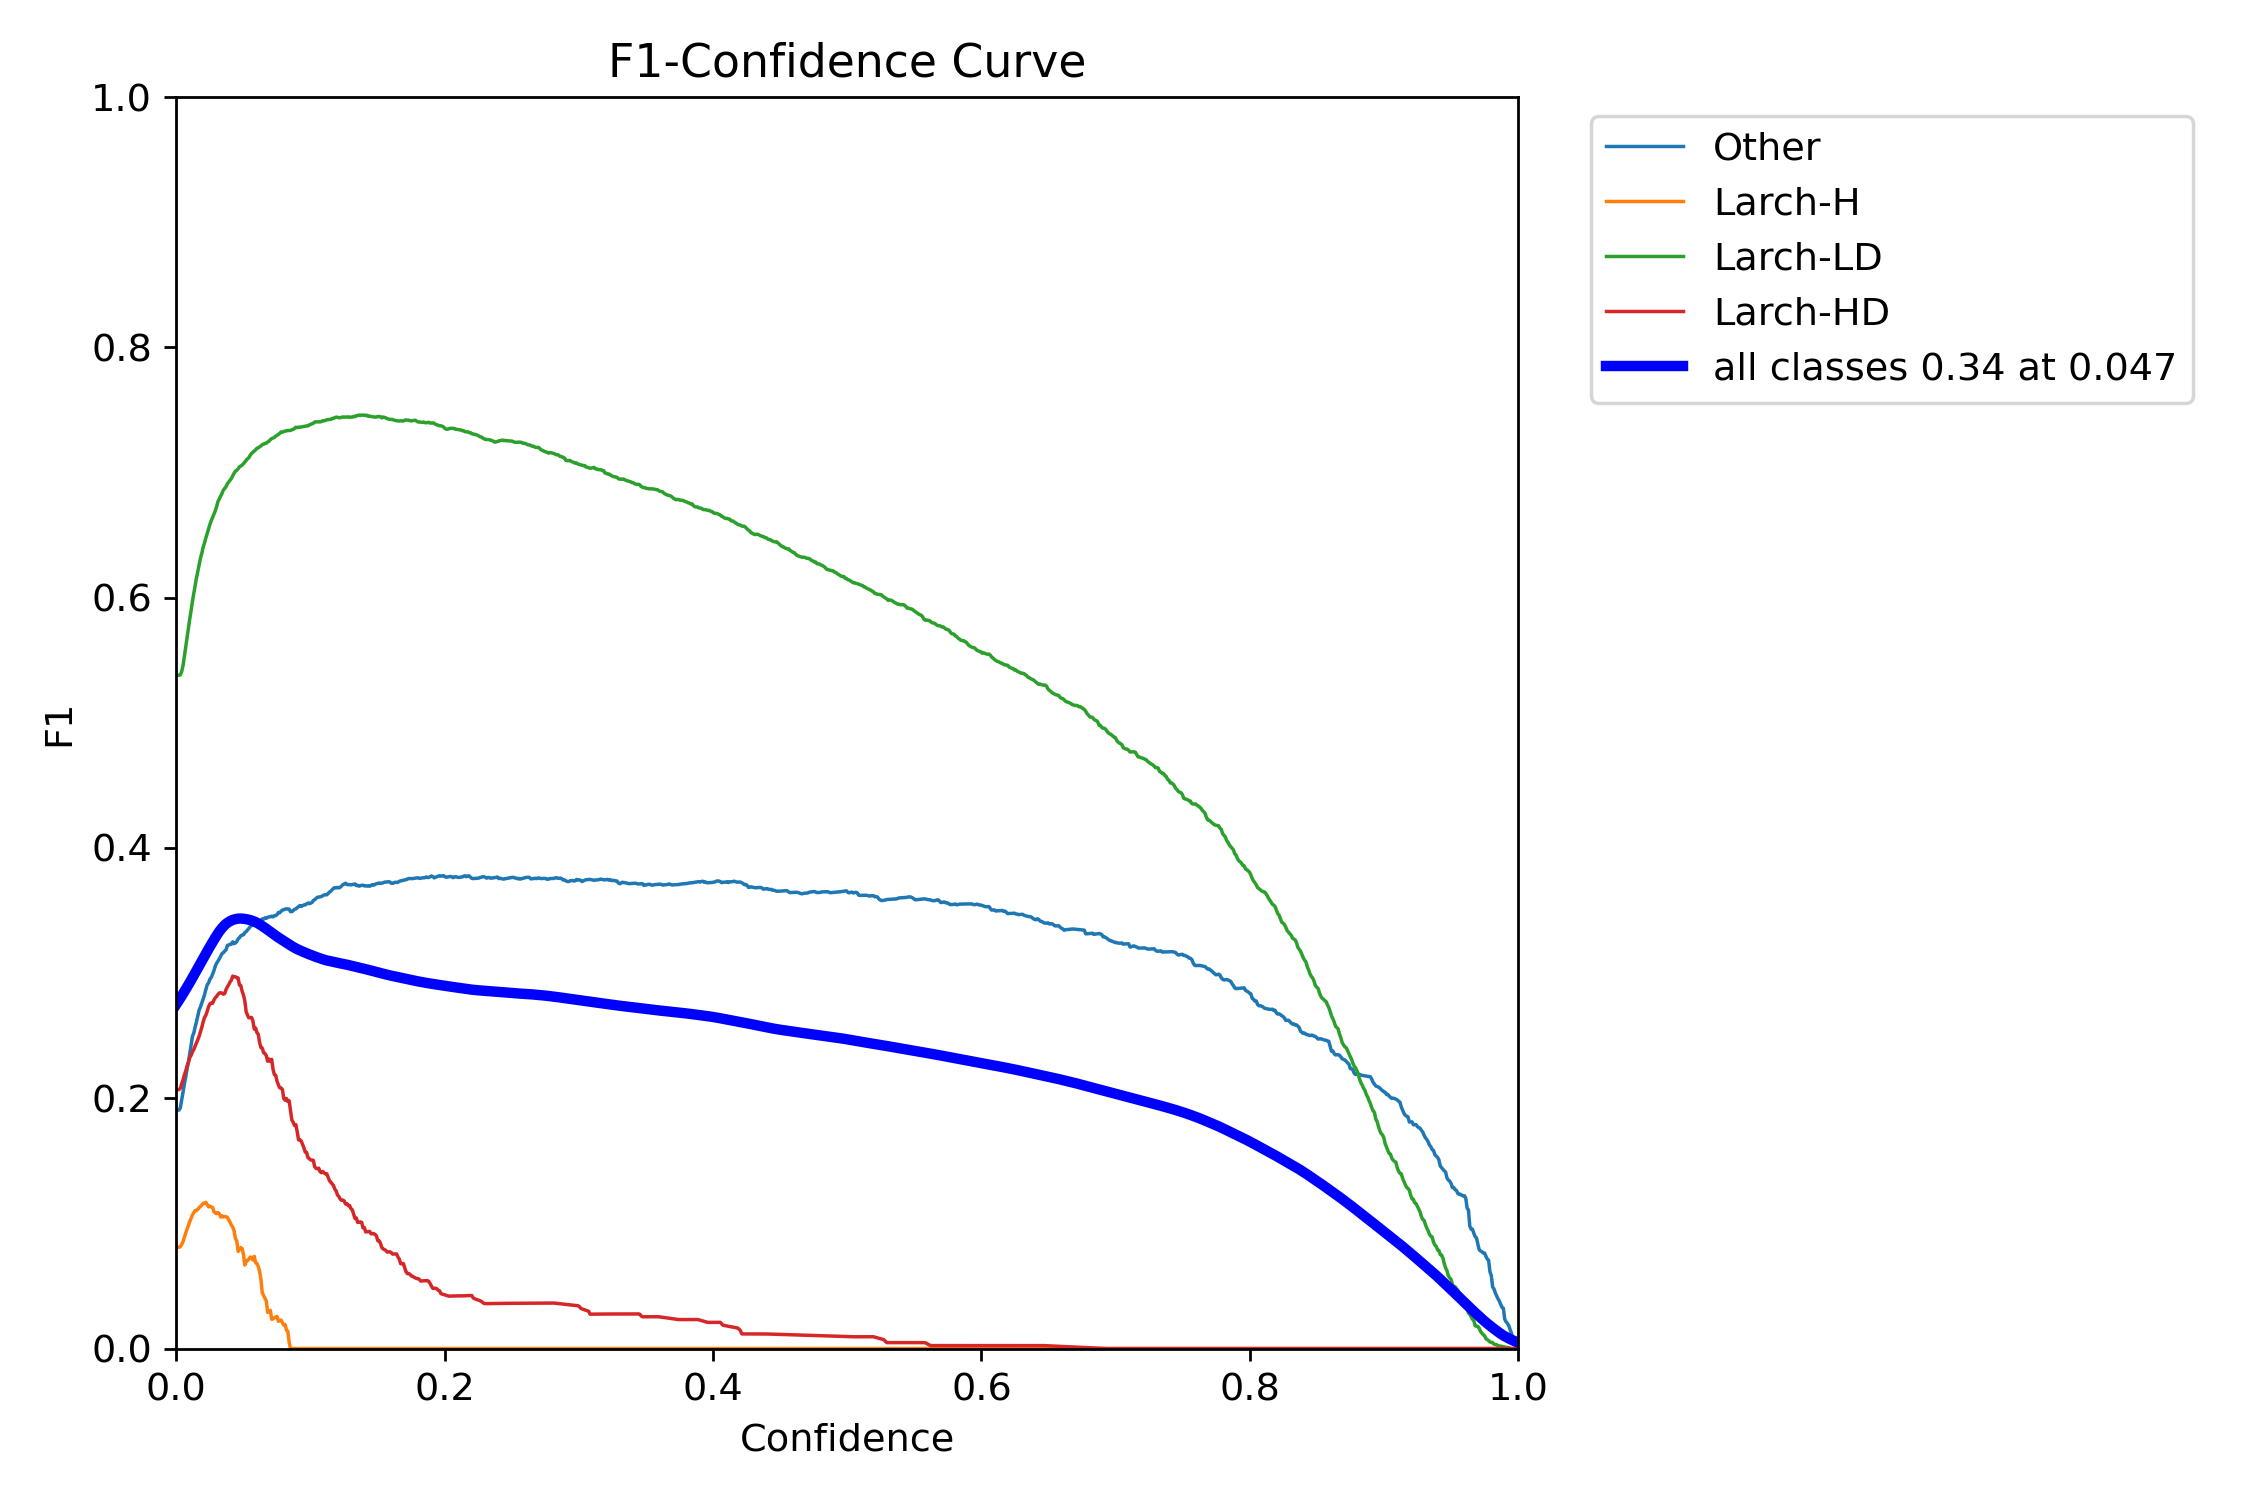 F1-Confidence Curve
1.0
0.8
0.6
0.4
0.2
0.0
F1
0.0 0.2 0.4 0.6 0.8 1.0
Confidence
Other
Larch-H
Larch-LD
Larch-HD
all classes 0.34 at 0.047